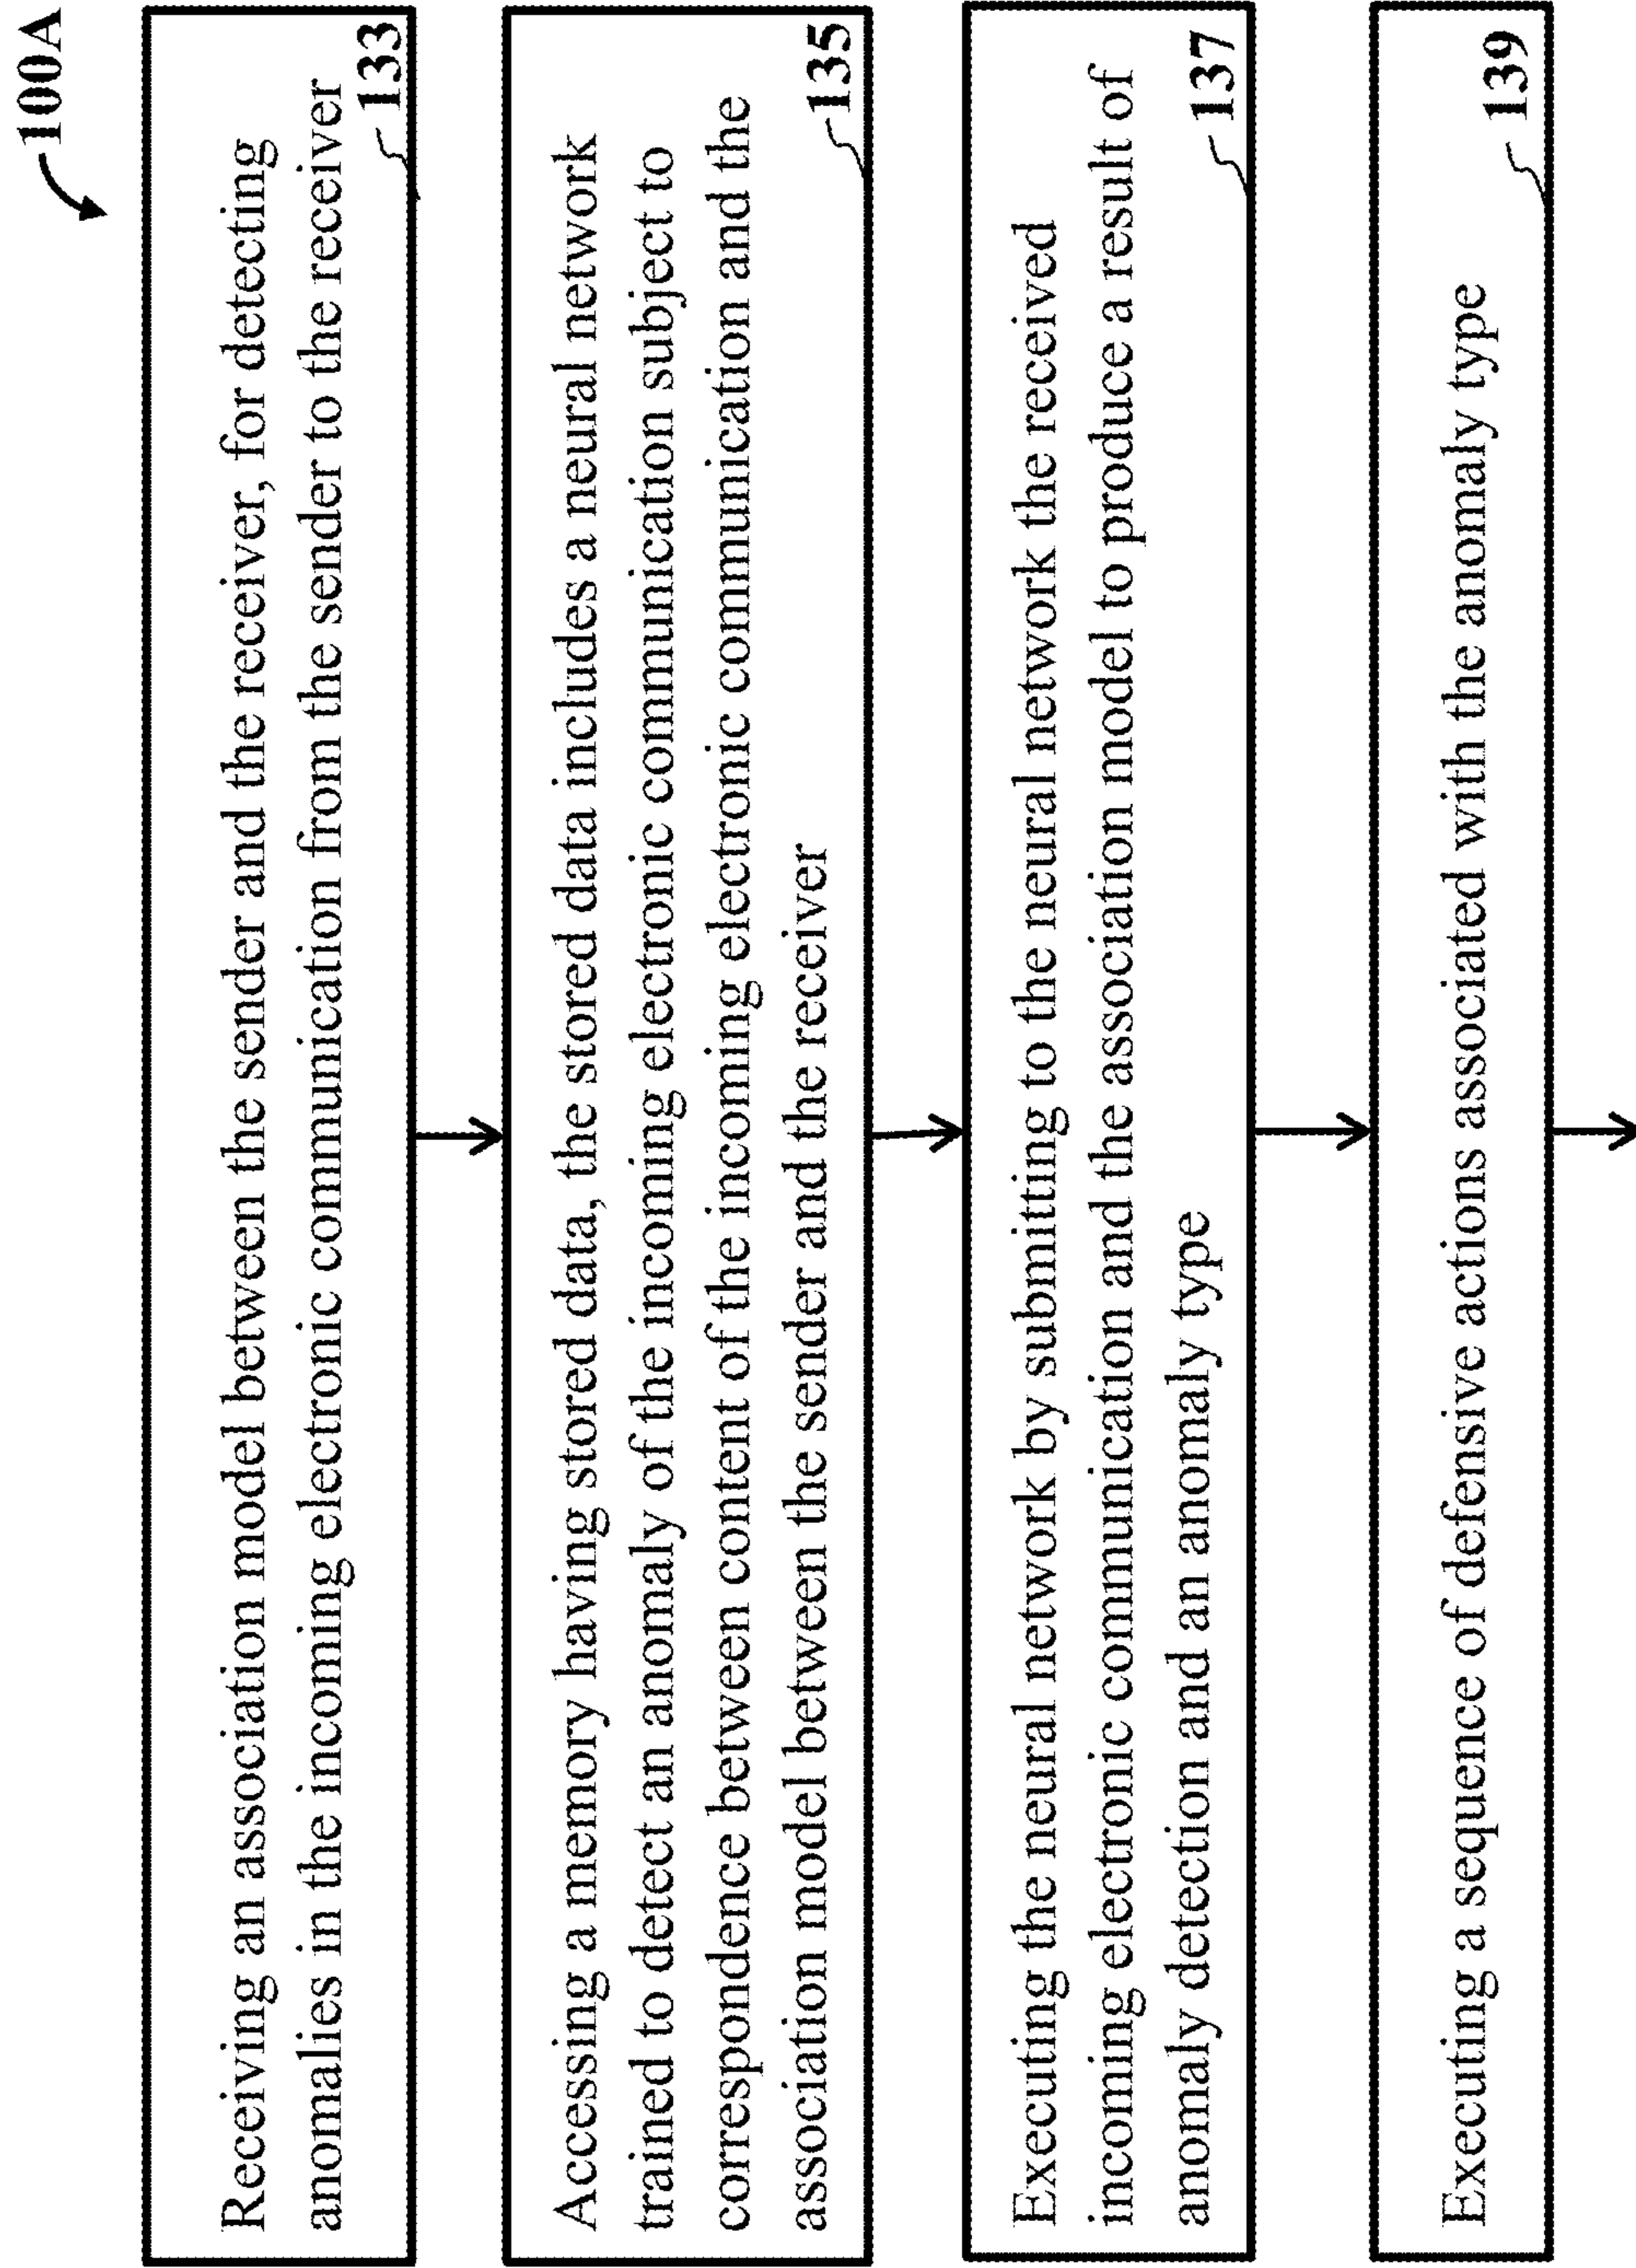 100A
Receiving an association model between the sender and the receiver, for detecting
anomalies in the incoming electronic communication from the sender to the receiver
133
Accessing a memory having stored data, the stored data includes a neural network
trained to detect an anomaly of the incoming electronic communication subject to
correspondence between content of the incoming electronic communication and the
association model between the sender and the receiver
135
Executing the neural network by submitting to the neural network the received
incoming electronic communication and the association model to produce a result of
anomaly detection and an anomaly type
137
Executing a sequence of defensive actions associated with the anomaly type
139